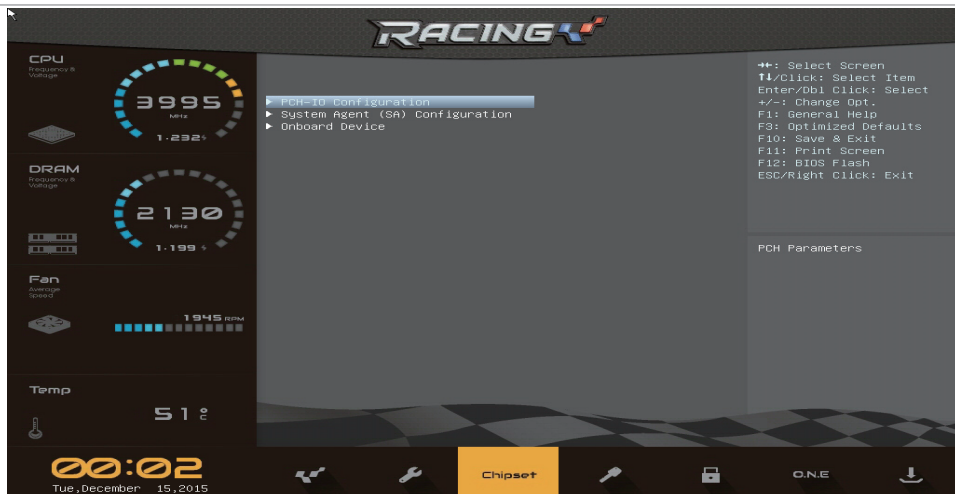 RACING
CPU
Frequency &
Voltage
3995
MHz
1.232
DRAM
Frequency &
Voltage
2130
MHz
1.199
Fan
Average
Speed
1945 RPM
Temp
51 °C
▶ PCH-IO Configuration
▶ System Agent (SA) Configuration
▶ Onboard Device
→←: Select Screen
↑↓/Click: Select Item
Enter/Dbl Click: Select
+/-: Change Opt.
F1: General Help
F3: Optimized Defaults
F10: Save & Exit
F11: Print Screen
F12: BIOS Flash
ESC/Right Click: Exit
PCH Parameters
00:02
Tue,December 15,2015
Chipset
O.N.E